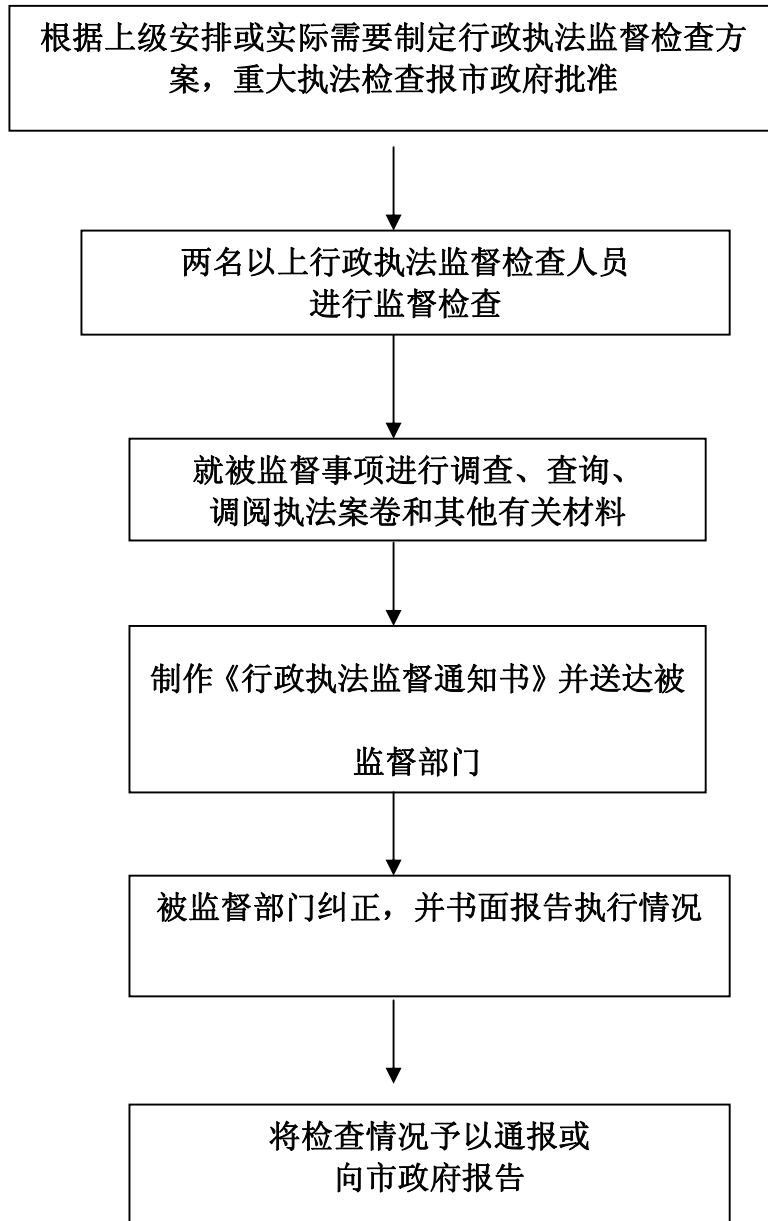 根据上级安排或实际需要制定行政执法监督检查方
案，重大执法检查报市政府批准
两名以上行政执法监督检查人员
进行监督检查
就被监督事项进行调查、查询、
调阅执法案卷和其他有关材料
制作《行政执法监督通知书》并送达被
监督部门
被监督部门纠正，并书面报告执行情况
将检查情况予以通报或
向市政府报告